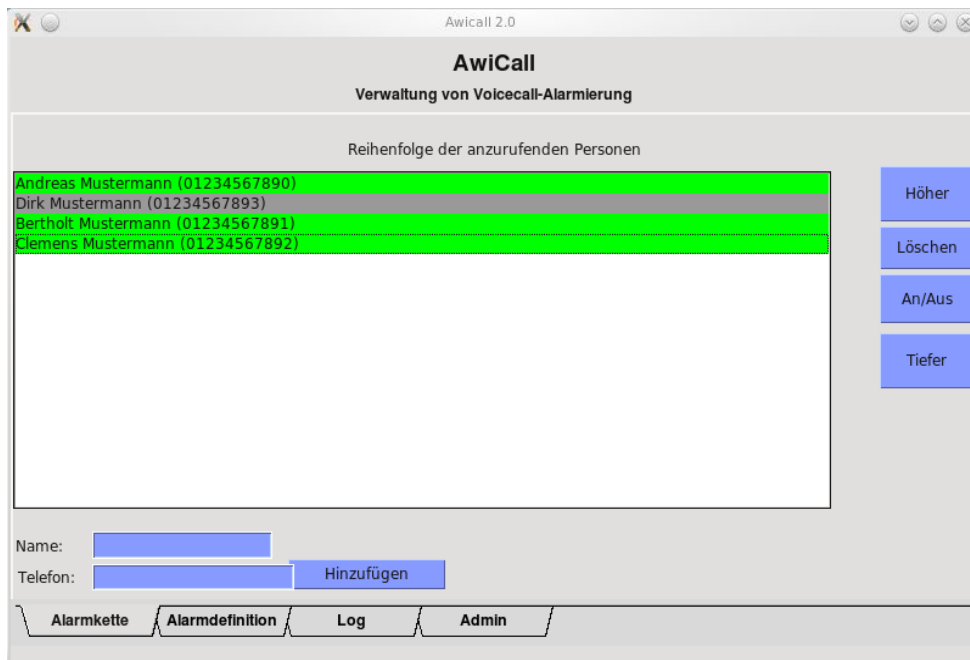 Awicall 2.0
AwiCall
Verwaltung von Voicecall-Alarmierung
Reihenfolge der anzurufenden Personen
Andreas Mustermann (01234567890)
Dirk Mustermann (01234567893)
Bertholt Mustermann (01234567891)
Clemens Mustermann (01234567892)
Höher
Löschen
An/Aus
Tiefer
Name:
Telefon:
Hinzufügen
Alarmkette Alarmdefinition Log Admin